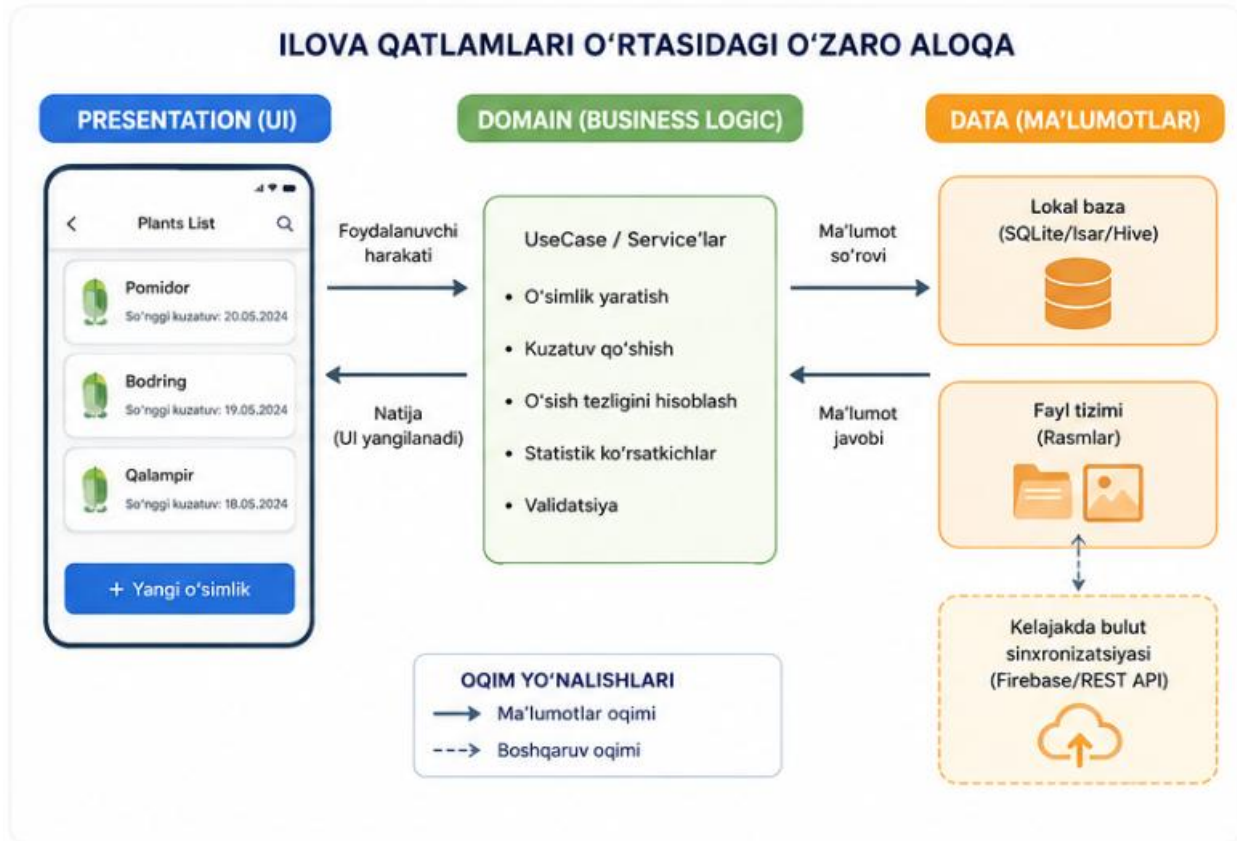 ILOVA QATLAMLARI O‘RTASIDAGI O‘ZARO ALOQA
PRESENTATION (UI)
Plants List
Pomidor
So‘nggi kuzatuv: 20.05.2024
Bodring
So‘nggi kuzatuv: 19.05.2024
Qalampir
So‘nggi kuzatuv: 18.05.2024
+ Yangi o‘simlik
Foydalanuvchi
harakati
Natija
(UI yangilanadi)
DOMAIN (BUSINESS LOGIC)
UseCase / Service'lar
• O‘simlik yaratish
• Kuzatuv qo‘shish
• O‘sish tezligini hisoblash
• Statistik ko‘rsatkichlar
• Validatsiya
Ma'lumot
so‘rovi
Ma'lumot
javobi
DATA (MA'LUMOTLAR)
Lokal baza
(SQLite/Isar/Hive)
Fayl tizimi
(Rasmlar)
Kelajakda bulut
sinxronizatsiyasi
(Firebase/REST API)
OQIM YO‘NALISHLARI
Ma'lumotlar oqimi
Boshqaruv oqimi